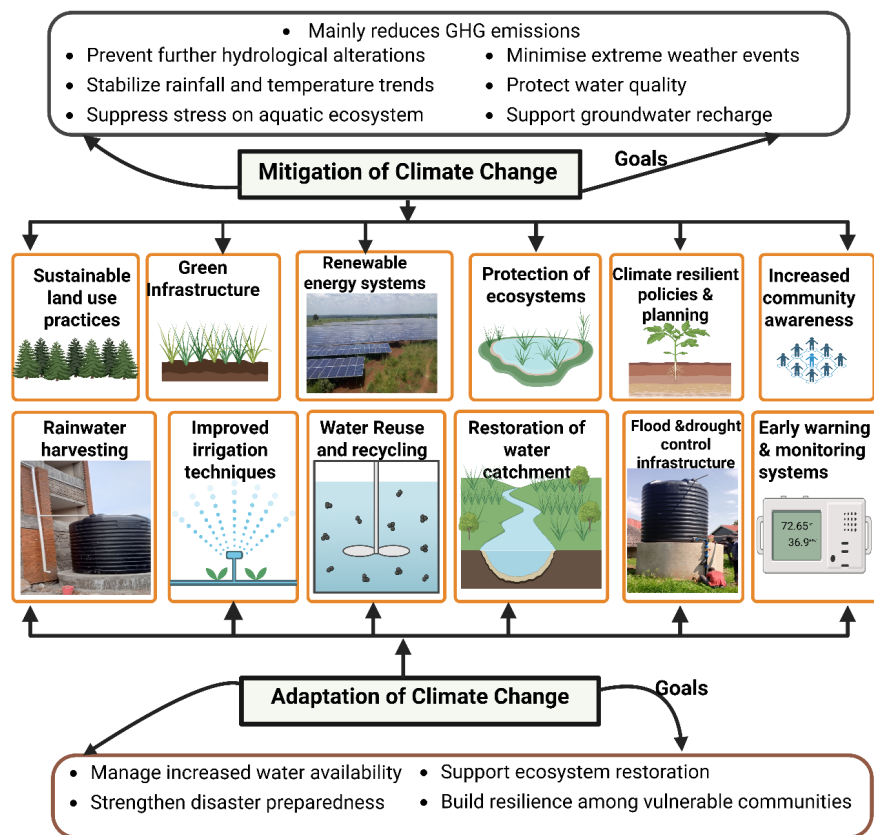 • Mainly reduces GHG emissions
• Prevent further hydrological alterations
• Minimise extreme weather events
• Stabilize rainfall and temperature trends
• Protect water quality
• Suppress stress on aquatic ecosystem
• Support groundwater recharge
Mitigation of Climate Change
Goals
Sustainable
land use
practices
Green
Infrastructure
Renewable
energy systems
Protection of
ecosystems
Climate resilient
policies &
planning
Increased
community
awareness
Rainwater
harvesting
Improved
irrigation
techniques
Water Reuse
and recycling
Restoration of
water
catchment
Flood &drought
control
infrastructure
Early warning
& monitoring
systems
72.65
36.9
Adaptation of Climate Change
Goals
• Manage increased water availability
• Support ecosystem restoration
• Strengthen disaster preparedness
• Build resilience among vulnerable communities